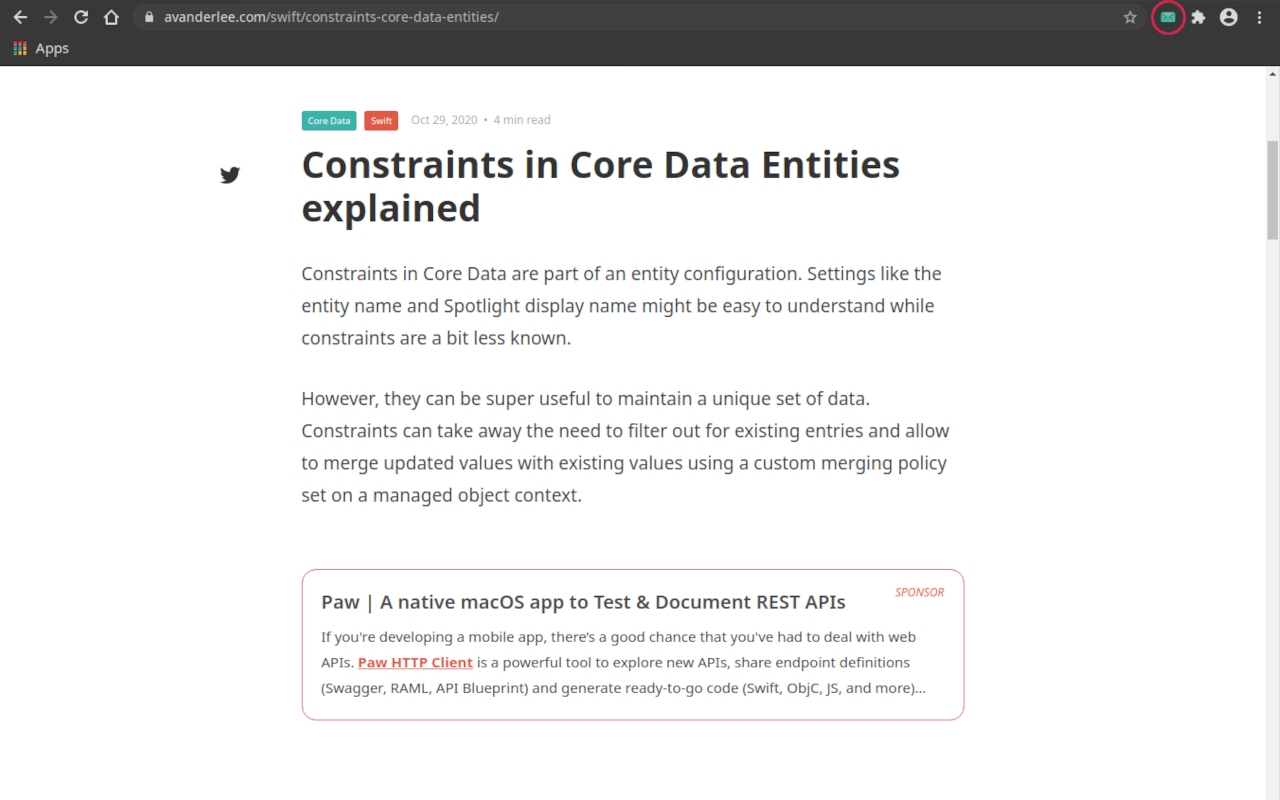 avanderlee.com/swift/constraints-core-data-entities/
Apps
Core Data Swift Oct 29, 2020 • 4 min read
Constraints in Core Data Entities
explained
Constraints in Core Data are part of an entity configuration. Settings like the
entity name and Spotlight display name might be easy to understand while
constraints are a bit less known.
However, they can be super useful to maintain a unique set of data.
Constraints can take away the need to filter out for existing entries and allow
to merge updated values with existing values using a custom merging policy
set on a managed object context.
SPONSOR
Paw | A native macOS app to Test & Document REST APIs
If you're developing a mobile app, there’s a good chance that you've had to deal with web
APIs. Paw HTTP Client is a powerful tool to explore new APIs, share endpoint definitions
(Swagger, RAML, API Blueprint) and generate ready-to-go code (Swift, ObjC, JS, and more)...